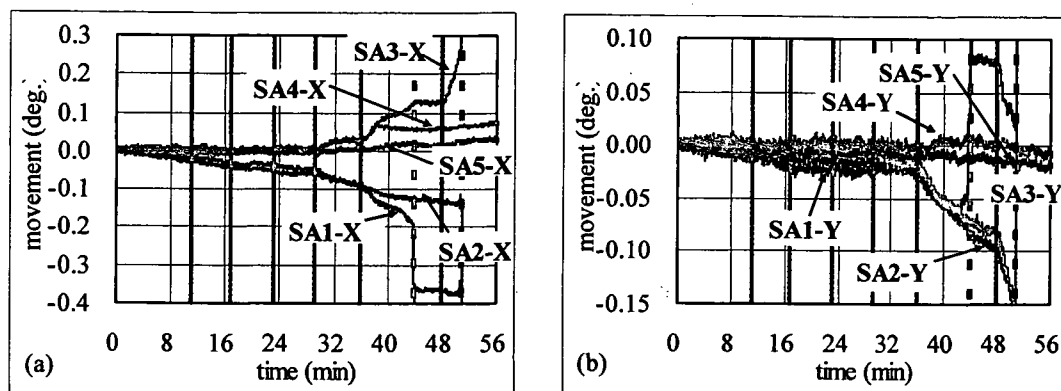 movement (deg.)
0.3
0.2
0.1
0.0
-0.1
-0.2
-0.3
-0.4
SA3-X
SA4-X
SA5-X
SA1-X
SA2-X
0 8 16 24 32 40 48 56
time (min)
(a)
movement (deg.)
0.10
0.05
0.00
-0.05
-0.10
-0.15
SA5-Y
SA4-Y
SA3-Y
SA1-Y
SA2-Y
0 8 16 24 32 40 48 56
time (min)
(b)